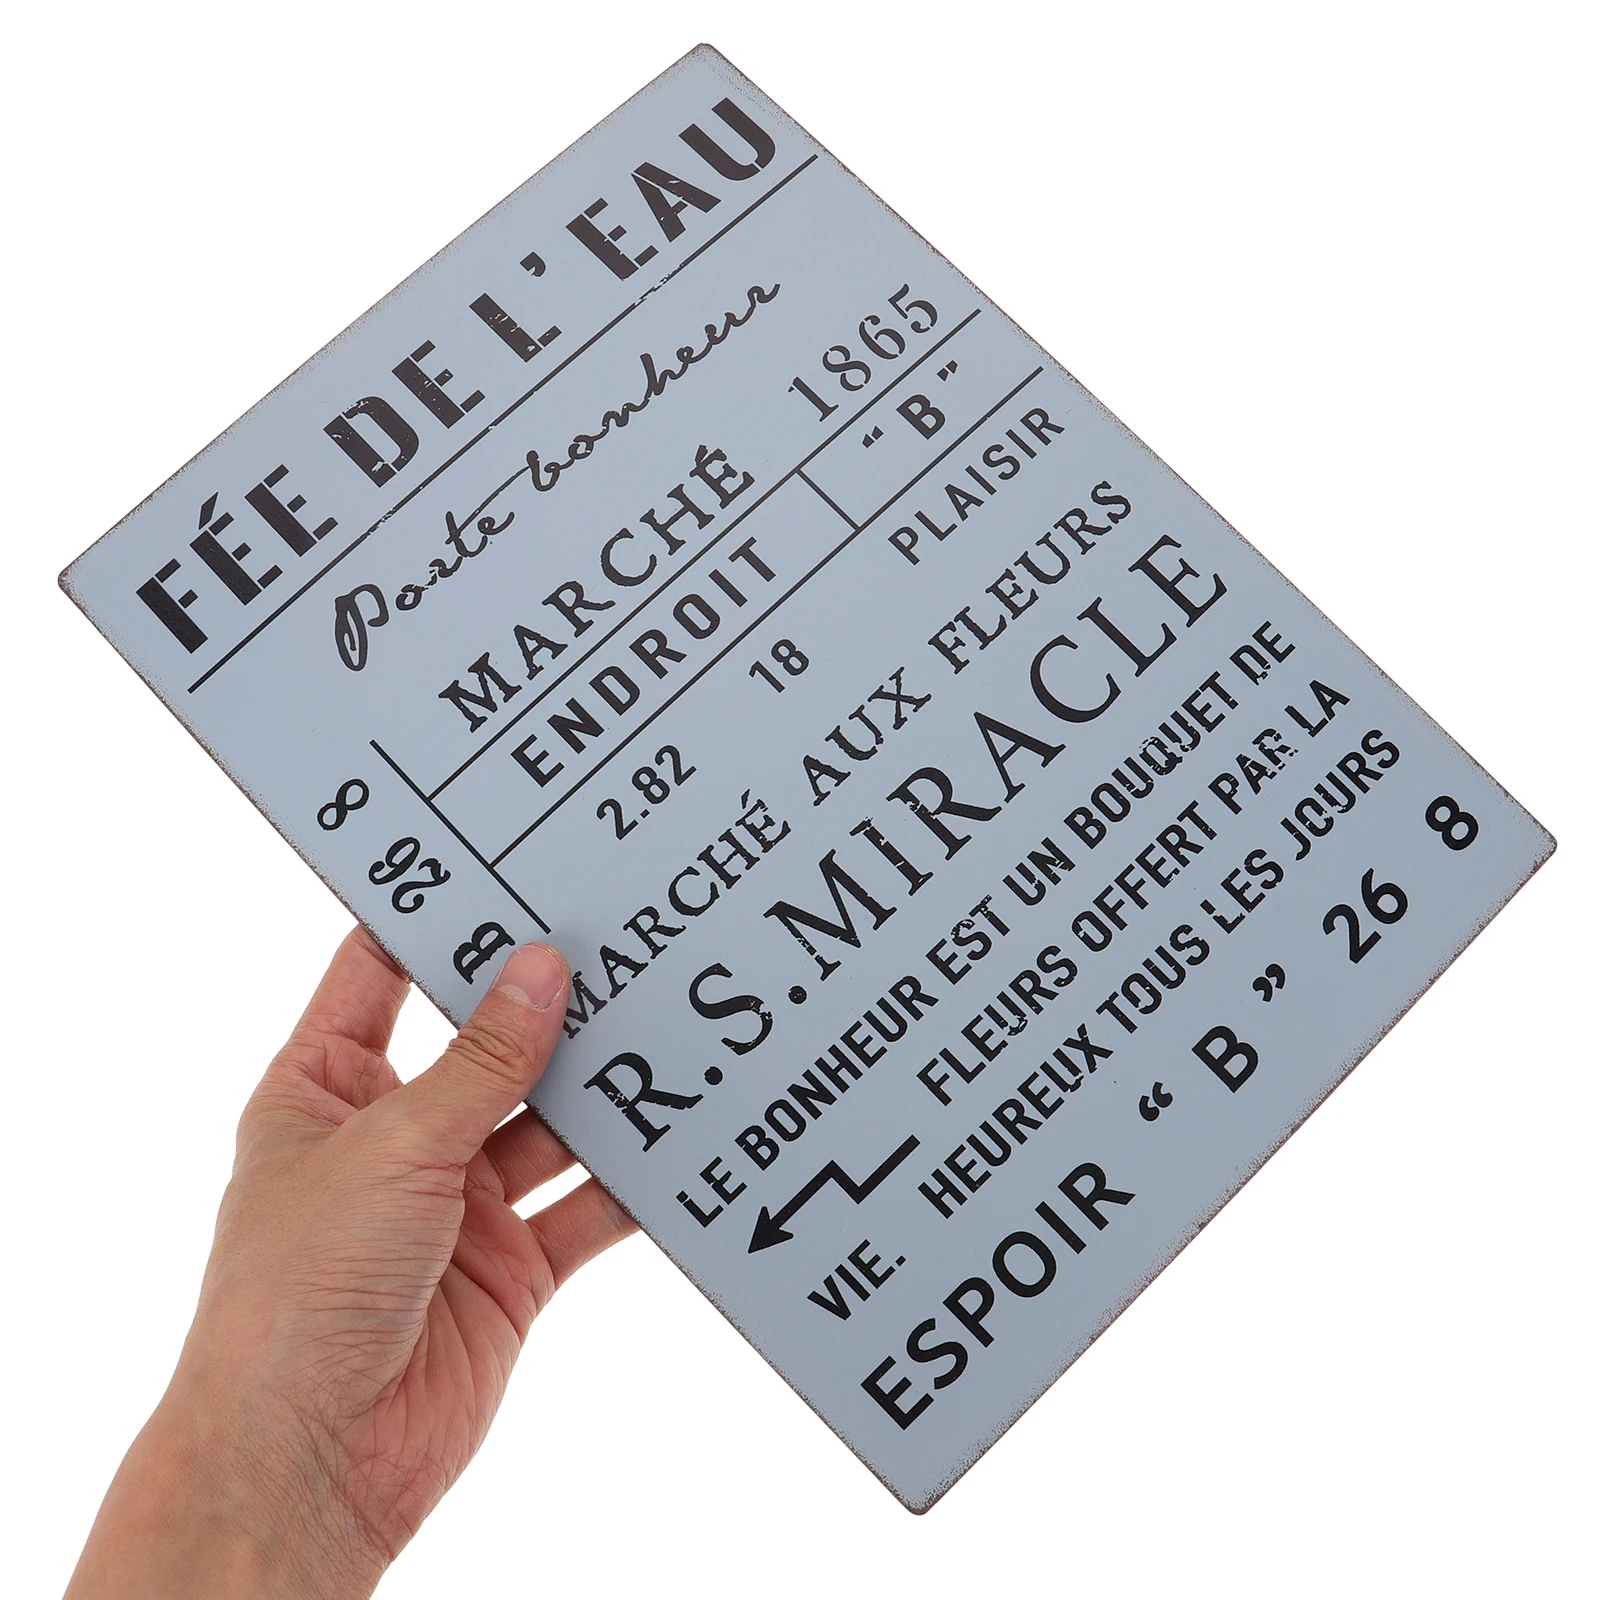 FÉE DE L'EAU
Porte bonheur
MARCHÉ 1865
ENDROIT "B"
2.82 18 PLAISIR
8 26 B
MARCHÉ AUX FLEURS
R.S.MIRACLE
LE BONHEUR EST UN BOUQUET DE
FLEURS OFFERT PAR LA
VIE. HEUREUX TOUS LES JOURS
ESPOIR “ B ” 26 8